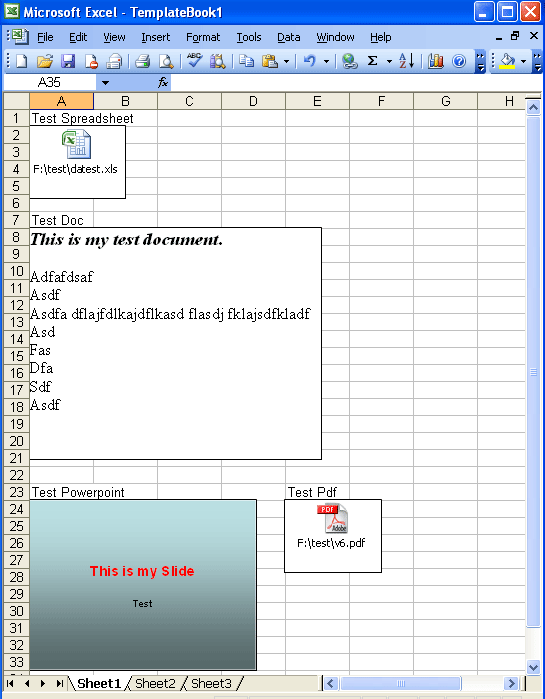 Microsoft Excel - TemplateBook1
File Edit View Insert Format Tools Data Window Help
ABC Σ A Z
A35 fx
A B C D E F G H
1 Test Spreadsheet
2
3
4 F:\test\datest.xls
5
6
7 Test Doc
8 This is my test document.
9
10 Adfafdsaf
11 Asdf
12 Asdfa dflajfdlkajdflkasd flasdj fklajsdfkladf
13
14 Asd
15 Fas
16 Dfa
17 Sdf
18 Asdf
19
20
21
22
23 Test Powerpoint Test Pdf
24 PDF
25 Adobe
26 F:\test\v6.pdf
27
28 This is my Slide
29
30 Test
31
32
33
Sheet1 Sheet2 Sheet3